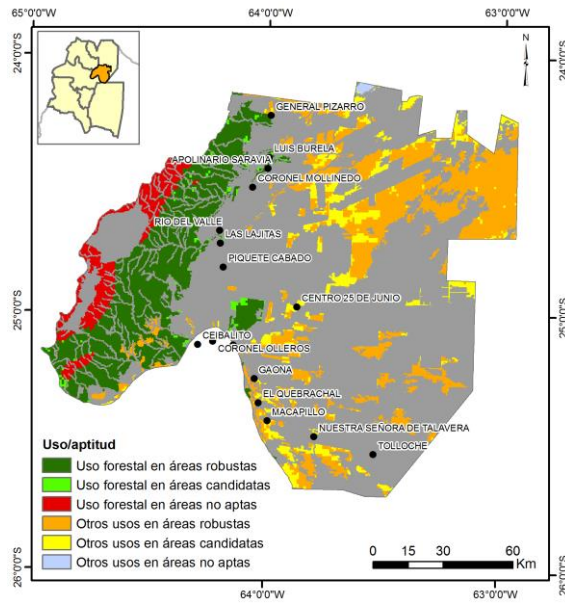 65°0'0"O 64°0'0"O 63°0'0"O
24°0'0"S 24°0'0"S
N
GENERAL PIZARRO
LUIS BURELA
APOLINARIO SARAVIA
CORONEL MOLLINEDO
RIO DEL VALLE
LAS LAJITAS
PIQUETE CABADO
CENTRO 25 DE JUNIO
25°0'0"S 25°0'0"S
CEIBALITO
CORONEL OLLEROS
GAONA
EL QUEBRACHAL
MACAPILLO
NUESTRA SEÑORA DE TALAVERA
TOLLOCHE
Uso/aptitud
Uso forestal en áreas robustas
Uso forestal en áreas candidatas
Uso forestal en áreas no aptas
Otros usos en áreas robustas
Otros usos en áreas candidatas
Otros usos en áreas no aptas
0 15 30 60
Km
26°0'0"S 26°0'0"S
64°0'0"O 63°0'0"O